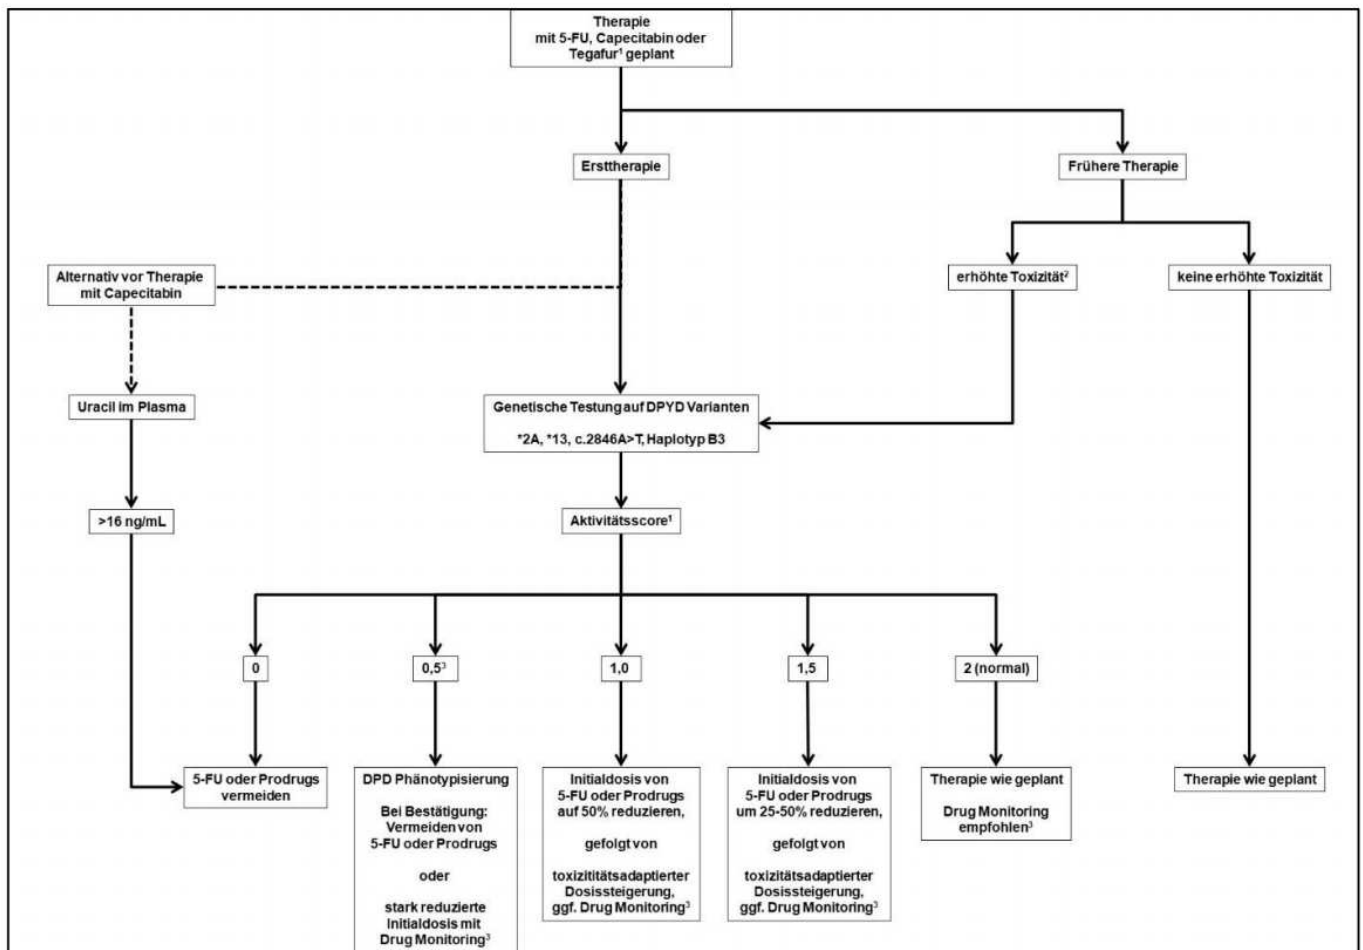 Therapie
mit 5-FU, Capecitabin oder
Tegafur¹ geplant
Ersttherapie
Frühere Therapie
Alternativ vor Therapie
mit Capecitabin
erhöhte Toxizität²
keine erhöhte Toxizität
Uracil im Plasma
Genetische Testung auf DPYD Varianten
*2A, *13, c.2846A>T, Haplotyp B3
>16 ng/mL
Aktivitätsscore¹
0
0,5³
1,0
1,5
2 (normal)
5-FU oder Prodrugs
vermeiden
DPD Phänotypisierung
Bei Bestätigung:
Vermeiden von
5-FU oder Prodrugs
oder
stark reduzierte
Initialdosis mit
Drug Monitoring³
Initialdosis von
5-FU oder Prodrugs
auf 50% reduzieren,
gefolgt von
toxizititätsadaptierter
Dosissteigerung,
ggf. Drug Monitoring³
Initialdosis von
5-FU oder Prodrugs
um 25-50% reduzieren,
gefolgt von
toxizitätsadaptierter
Dosissteigerung,
ggf. Drug Monitoring³
Therapie wie geplant
Drug Monitoring
empfohlen³
Therapie wie geplant